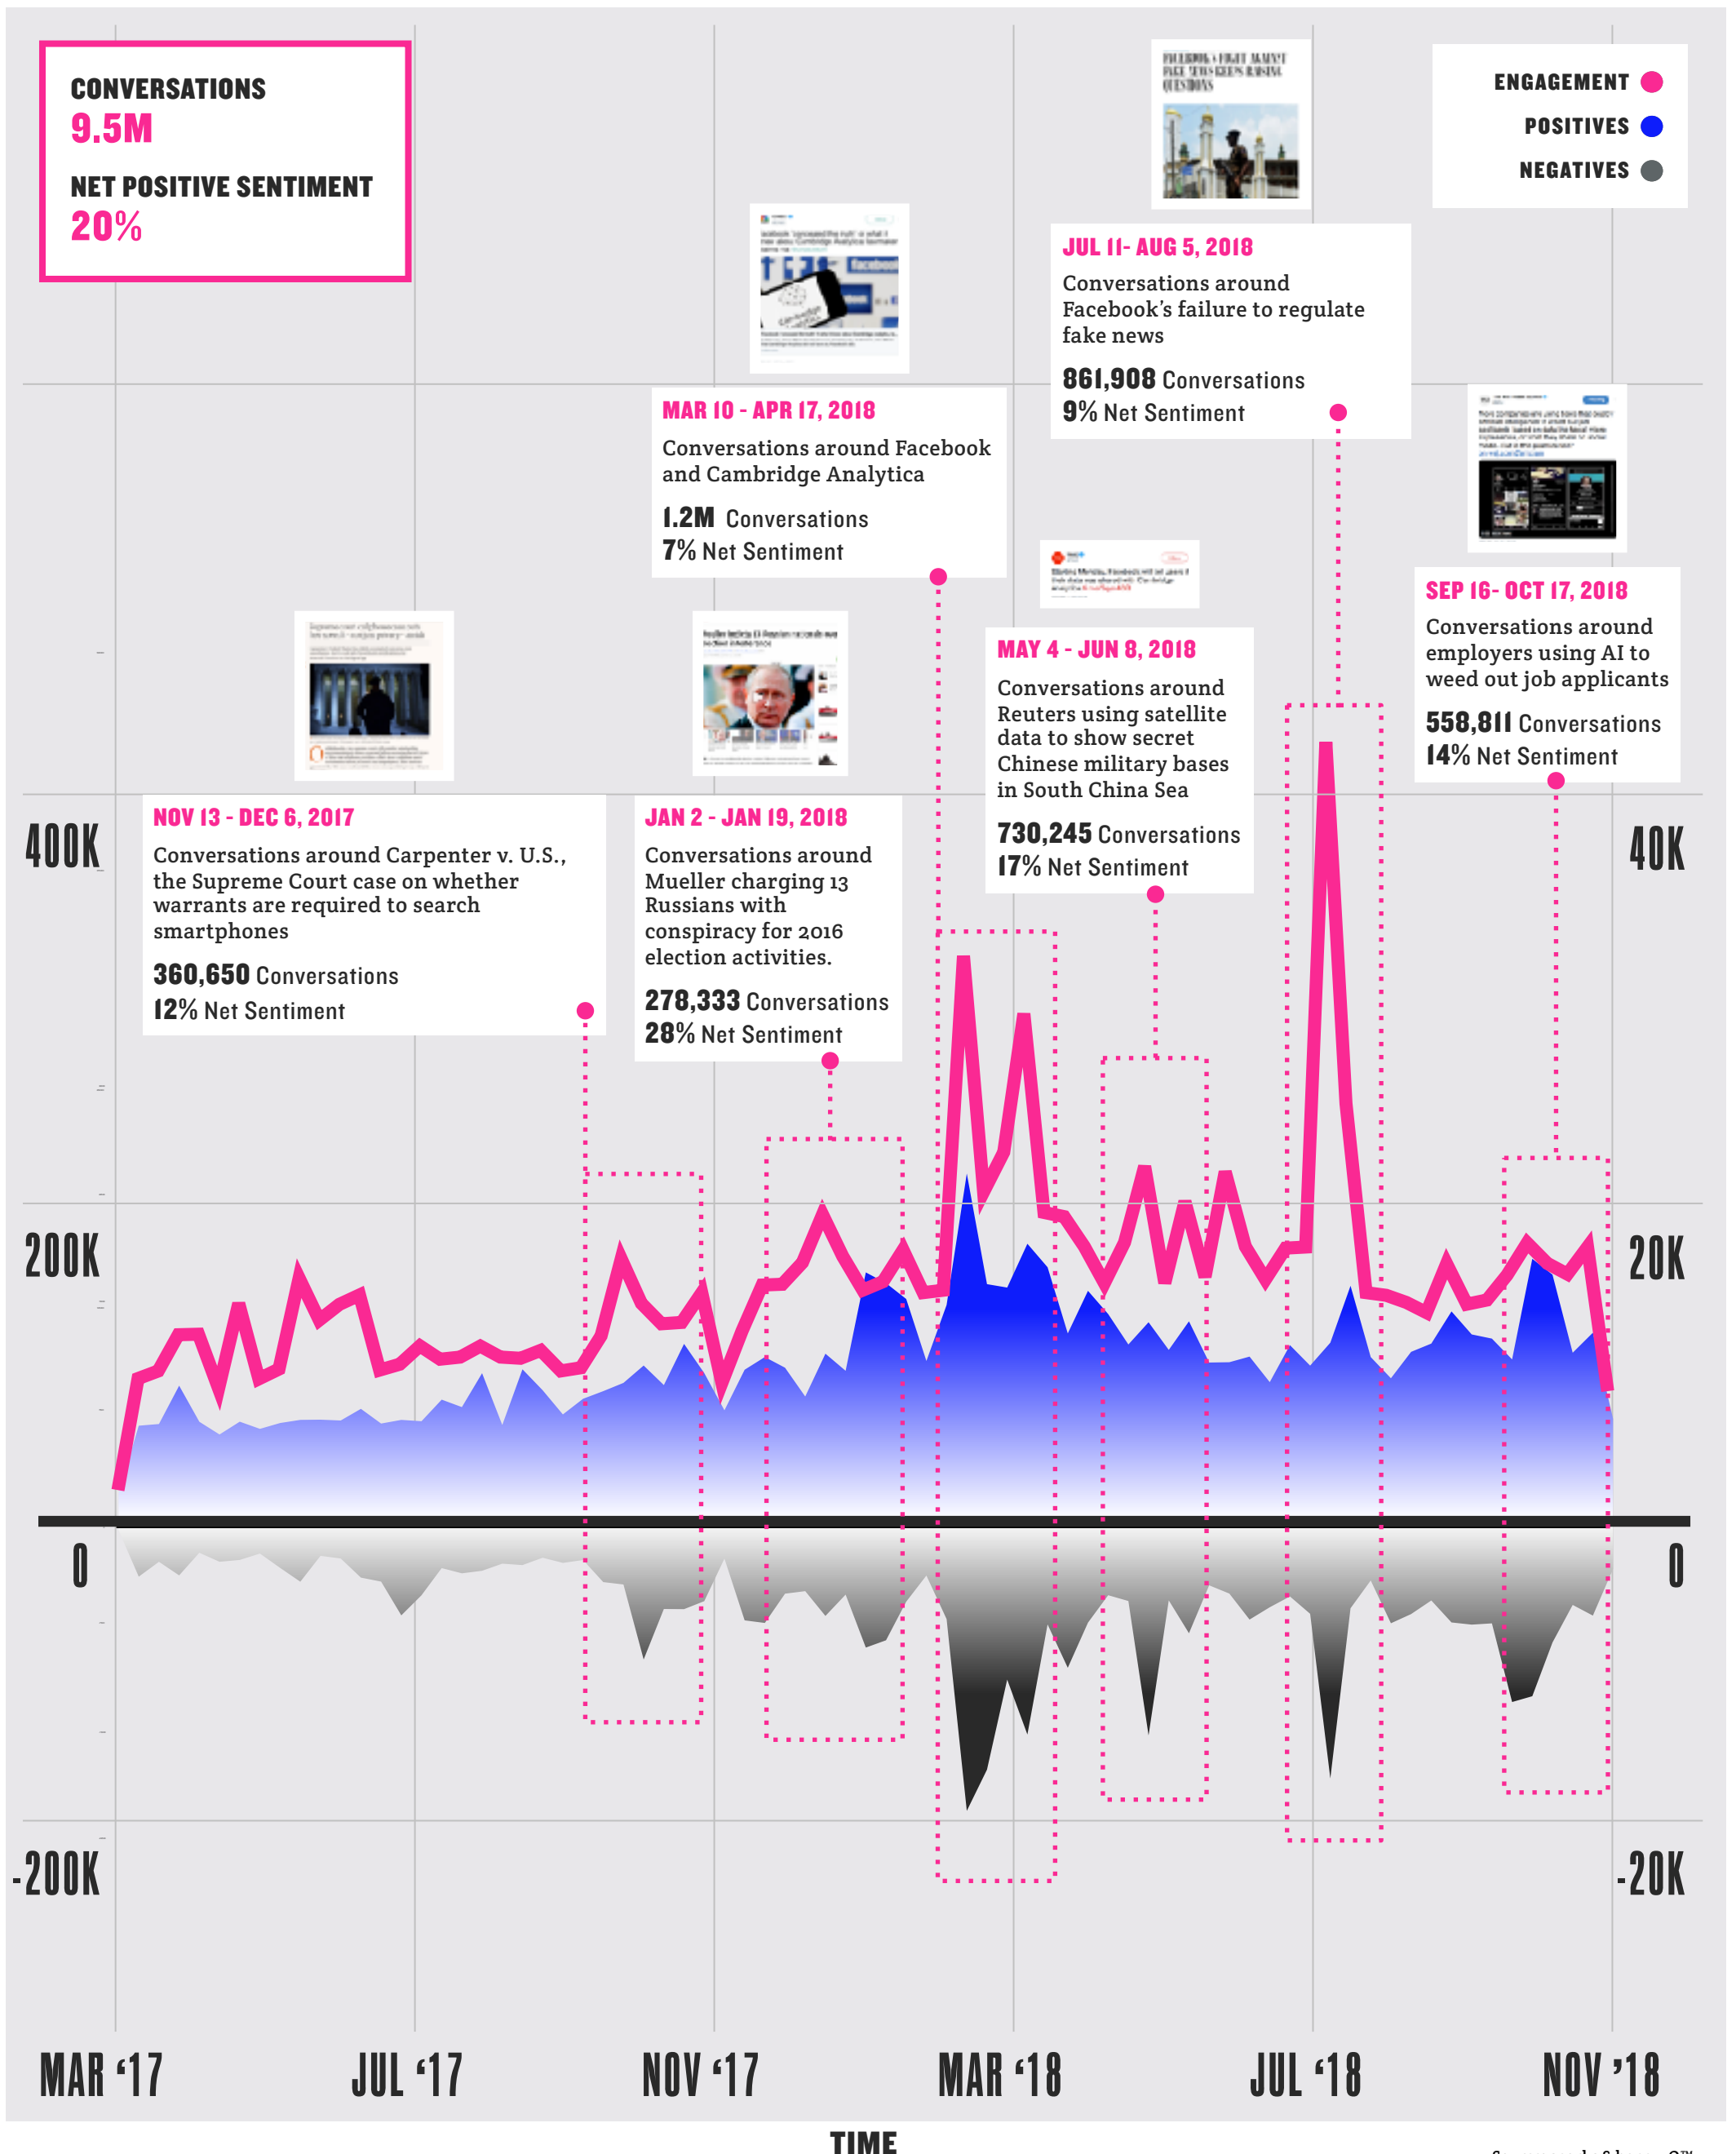 CONVERSATIONS
9.5M
NET POSITIVE SENTIMENT
20%
FACEBOOK'S FIGHT AGAINST
FAKE NEWS KEEPS RAISING
QUESTIONS
ENGAGEMENT
POSITIVES
NEGATIVES
JUL 11- AUG 5, 2018
Conversations around
Facebook’s failure to regulate
fake news
861,908 Conversations
9% Net Sentiment
MAR 10 - APR 17, 2018
Conversations around Facebook
and Cambridge Analytica
1.2M Conversations
7% Net Sentiment
SEP 16- OCT 17, 2018
Conversations around
employers using AI to
weed out job applicants
558,811 Conversations
14% Net Sentiment
MAY 4 - JUN 8, 2018
Conversations around
Reuters using satellite
data to show secret
Chinese military bases
in South China Sea
730,245 Conversations
17% Net Sentiment
NOV 13 - DEC 6, 2017
Conversations around Carpenter v. U.S.,
the Supreme Court case on whether
warrants are required to search
smartphones
360,650 Conversations
12% Net Sentiment
JAN 2 - JAN 19, 2018
Conversations around
Mueller charging 13
Russians with
conspiracy for 2016
election activities.
278,333 Conversations
28% Net Sentiment
400K
40K
200K
20K
0
0
-200K
-20K
MAR ‘17
JUL ‘17
NOV ‘17
MAR ‘18
JUL ‘18
NOV ’18
TIME